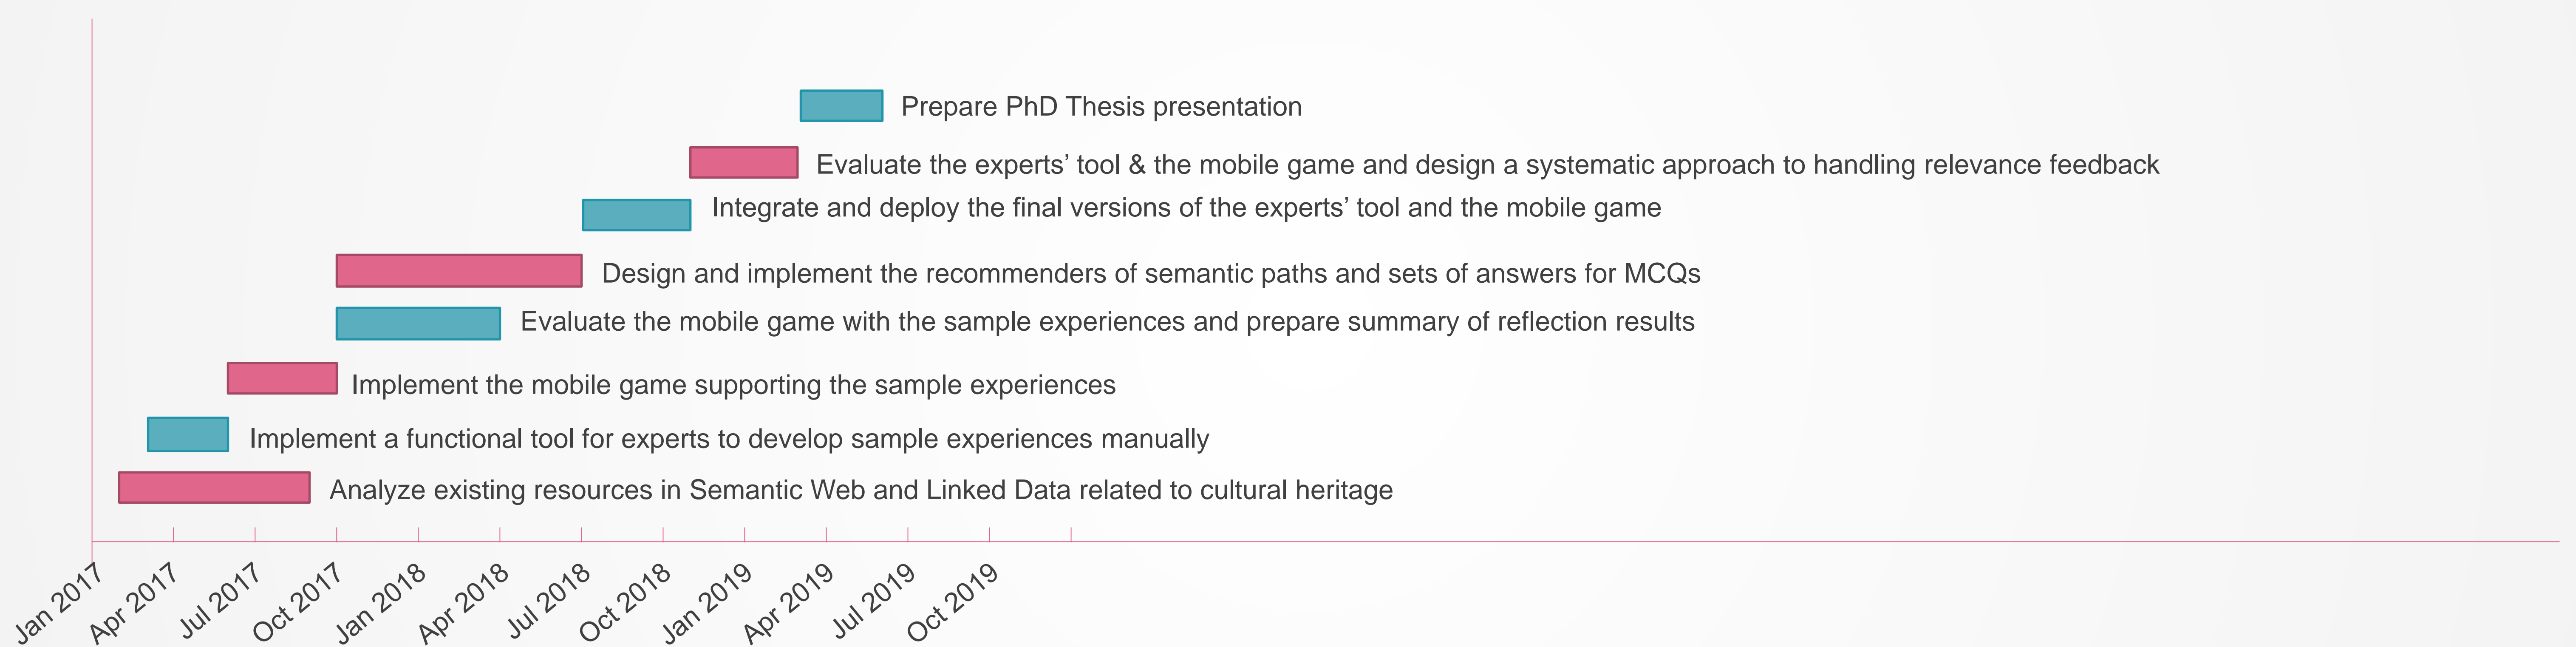 Prepare PhD Thesis presentation
Evaluate the experts’ tool & the mobile game and design a systematic approach to handling relevance feedback
Integrate and deploy the final versions of the experts’ tool and the mobile game
Design and implement the recommenders of semantic paths and sets of answers for MCQs
Evaluate the mobile game with the sample experiences and prepare summary of reflection results
Implement the mobile game supporting the sample experiences
Implement a functional tool for experts to develop sample experiences manually
Analyze existing resources in Semantic Web and Linked Data related to cultural heritage
Jan 2017
Apr 2017
Jul 2017
Oct 2017
Jan 2018
Apr 2018
Jul 2018
Oct 2018
Jan 2019
Apr 2019
Jul 2019
Oct 2019